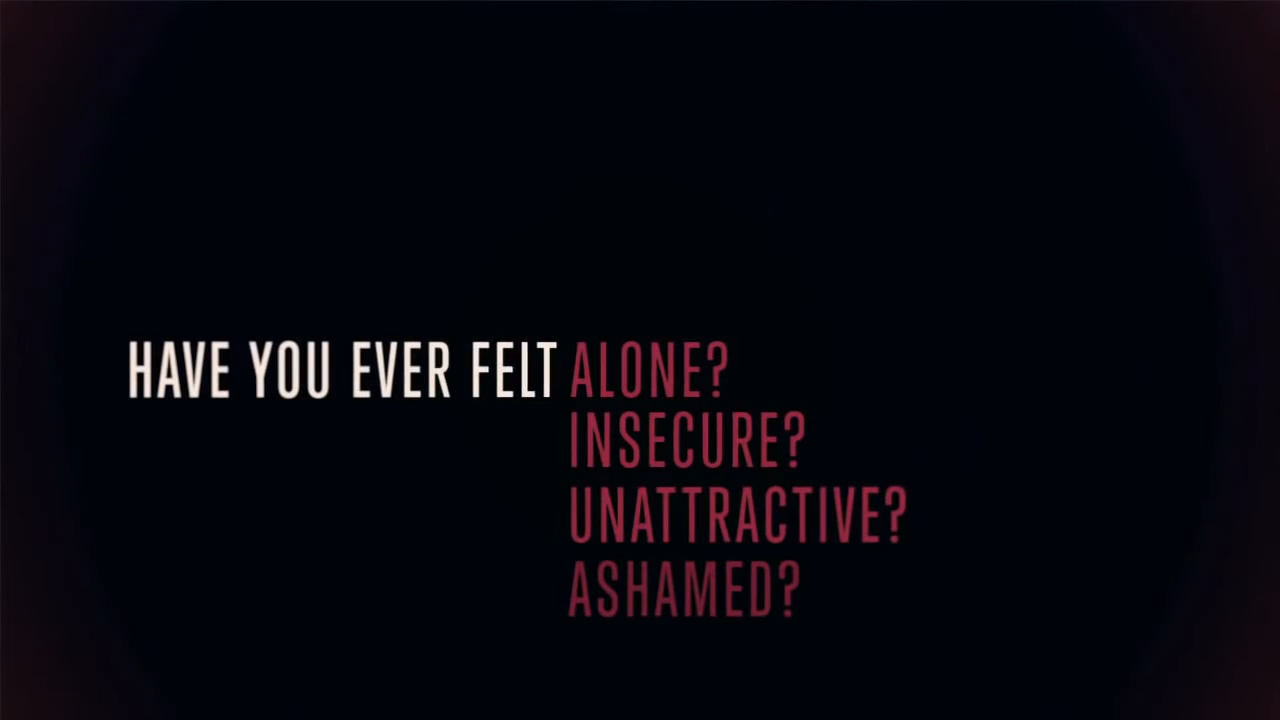 HAVE YOU EVER FELT ALONE?
INSECURE?
UNATTRACTIVE?
ASHAMED?